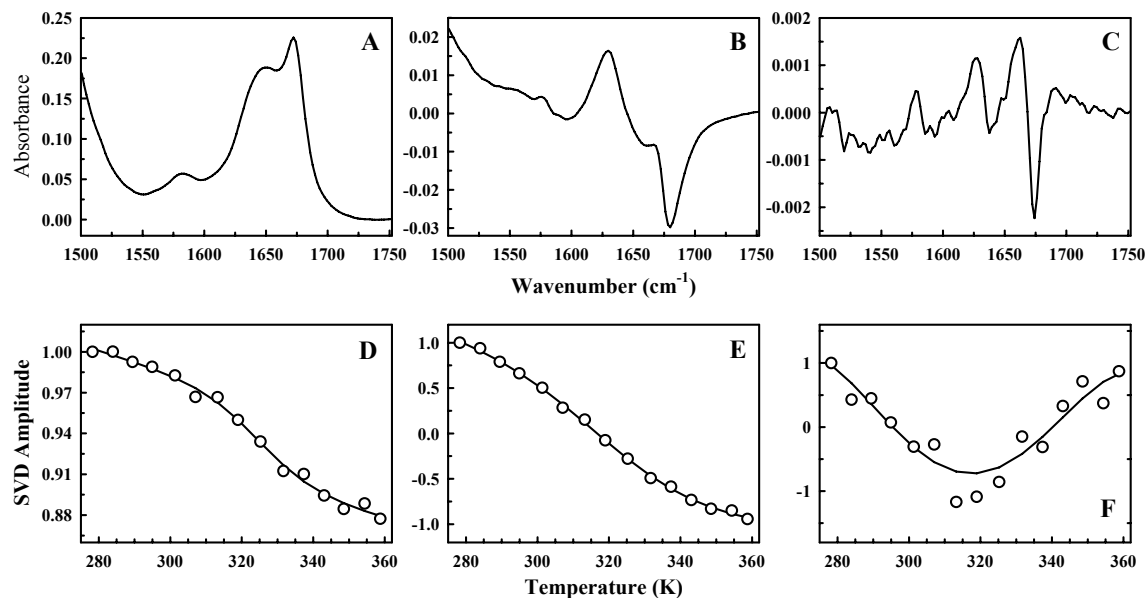 Absorbance
0.25
0.20
0.15
0.10
0.05
0.00
A
1500 1550 1600 1650 1700 1750
0.02
0.01
0.00
-0.01
-0.02
-0.03
B
1500 1550 1600 1650 1700 1750
0.002
0.001
0.000
-0.001
-0.002
C
1500 1550 1600 1650 1700 1750
Wavenumber (cm⁻¹)
SVD Amplitude
1.00
0.97
0.94
0.91
0.88
D
280 300 320 340 360
1.0
0.5
0.0
-0.5
-1.0
E
280 300 320 340 360
1
0
-1
F
280 300 320 340 360
Temperature (K)